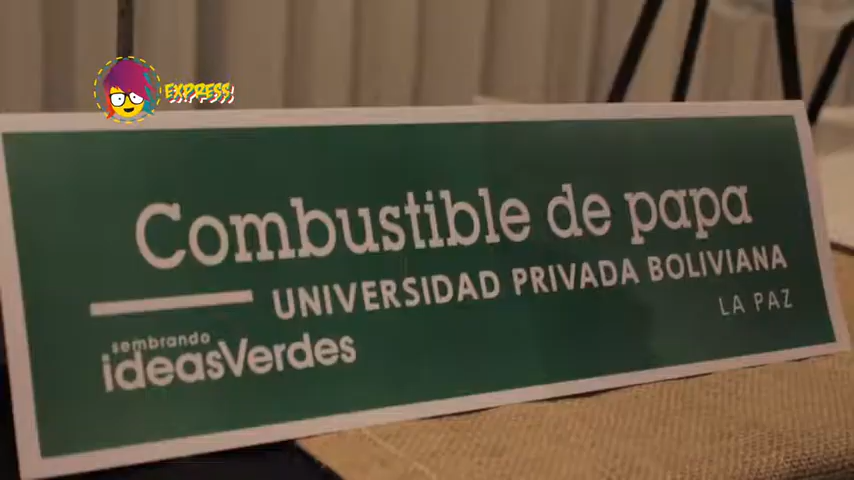 EXPRESS
Combustible de papa
UNIVERSIDAD PRIVADA BOLIVIANA
LA PAZ
sembrando
ideasVerdes